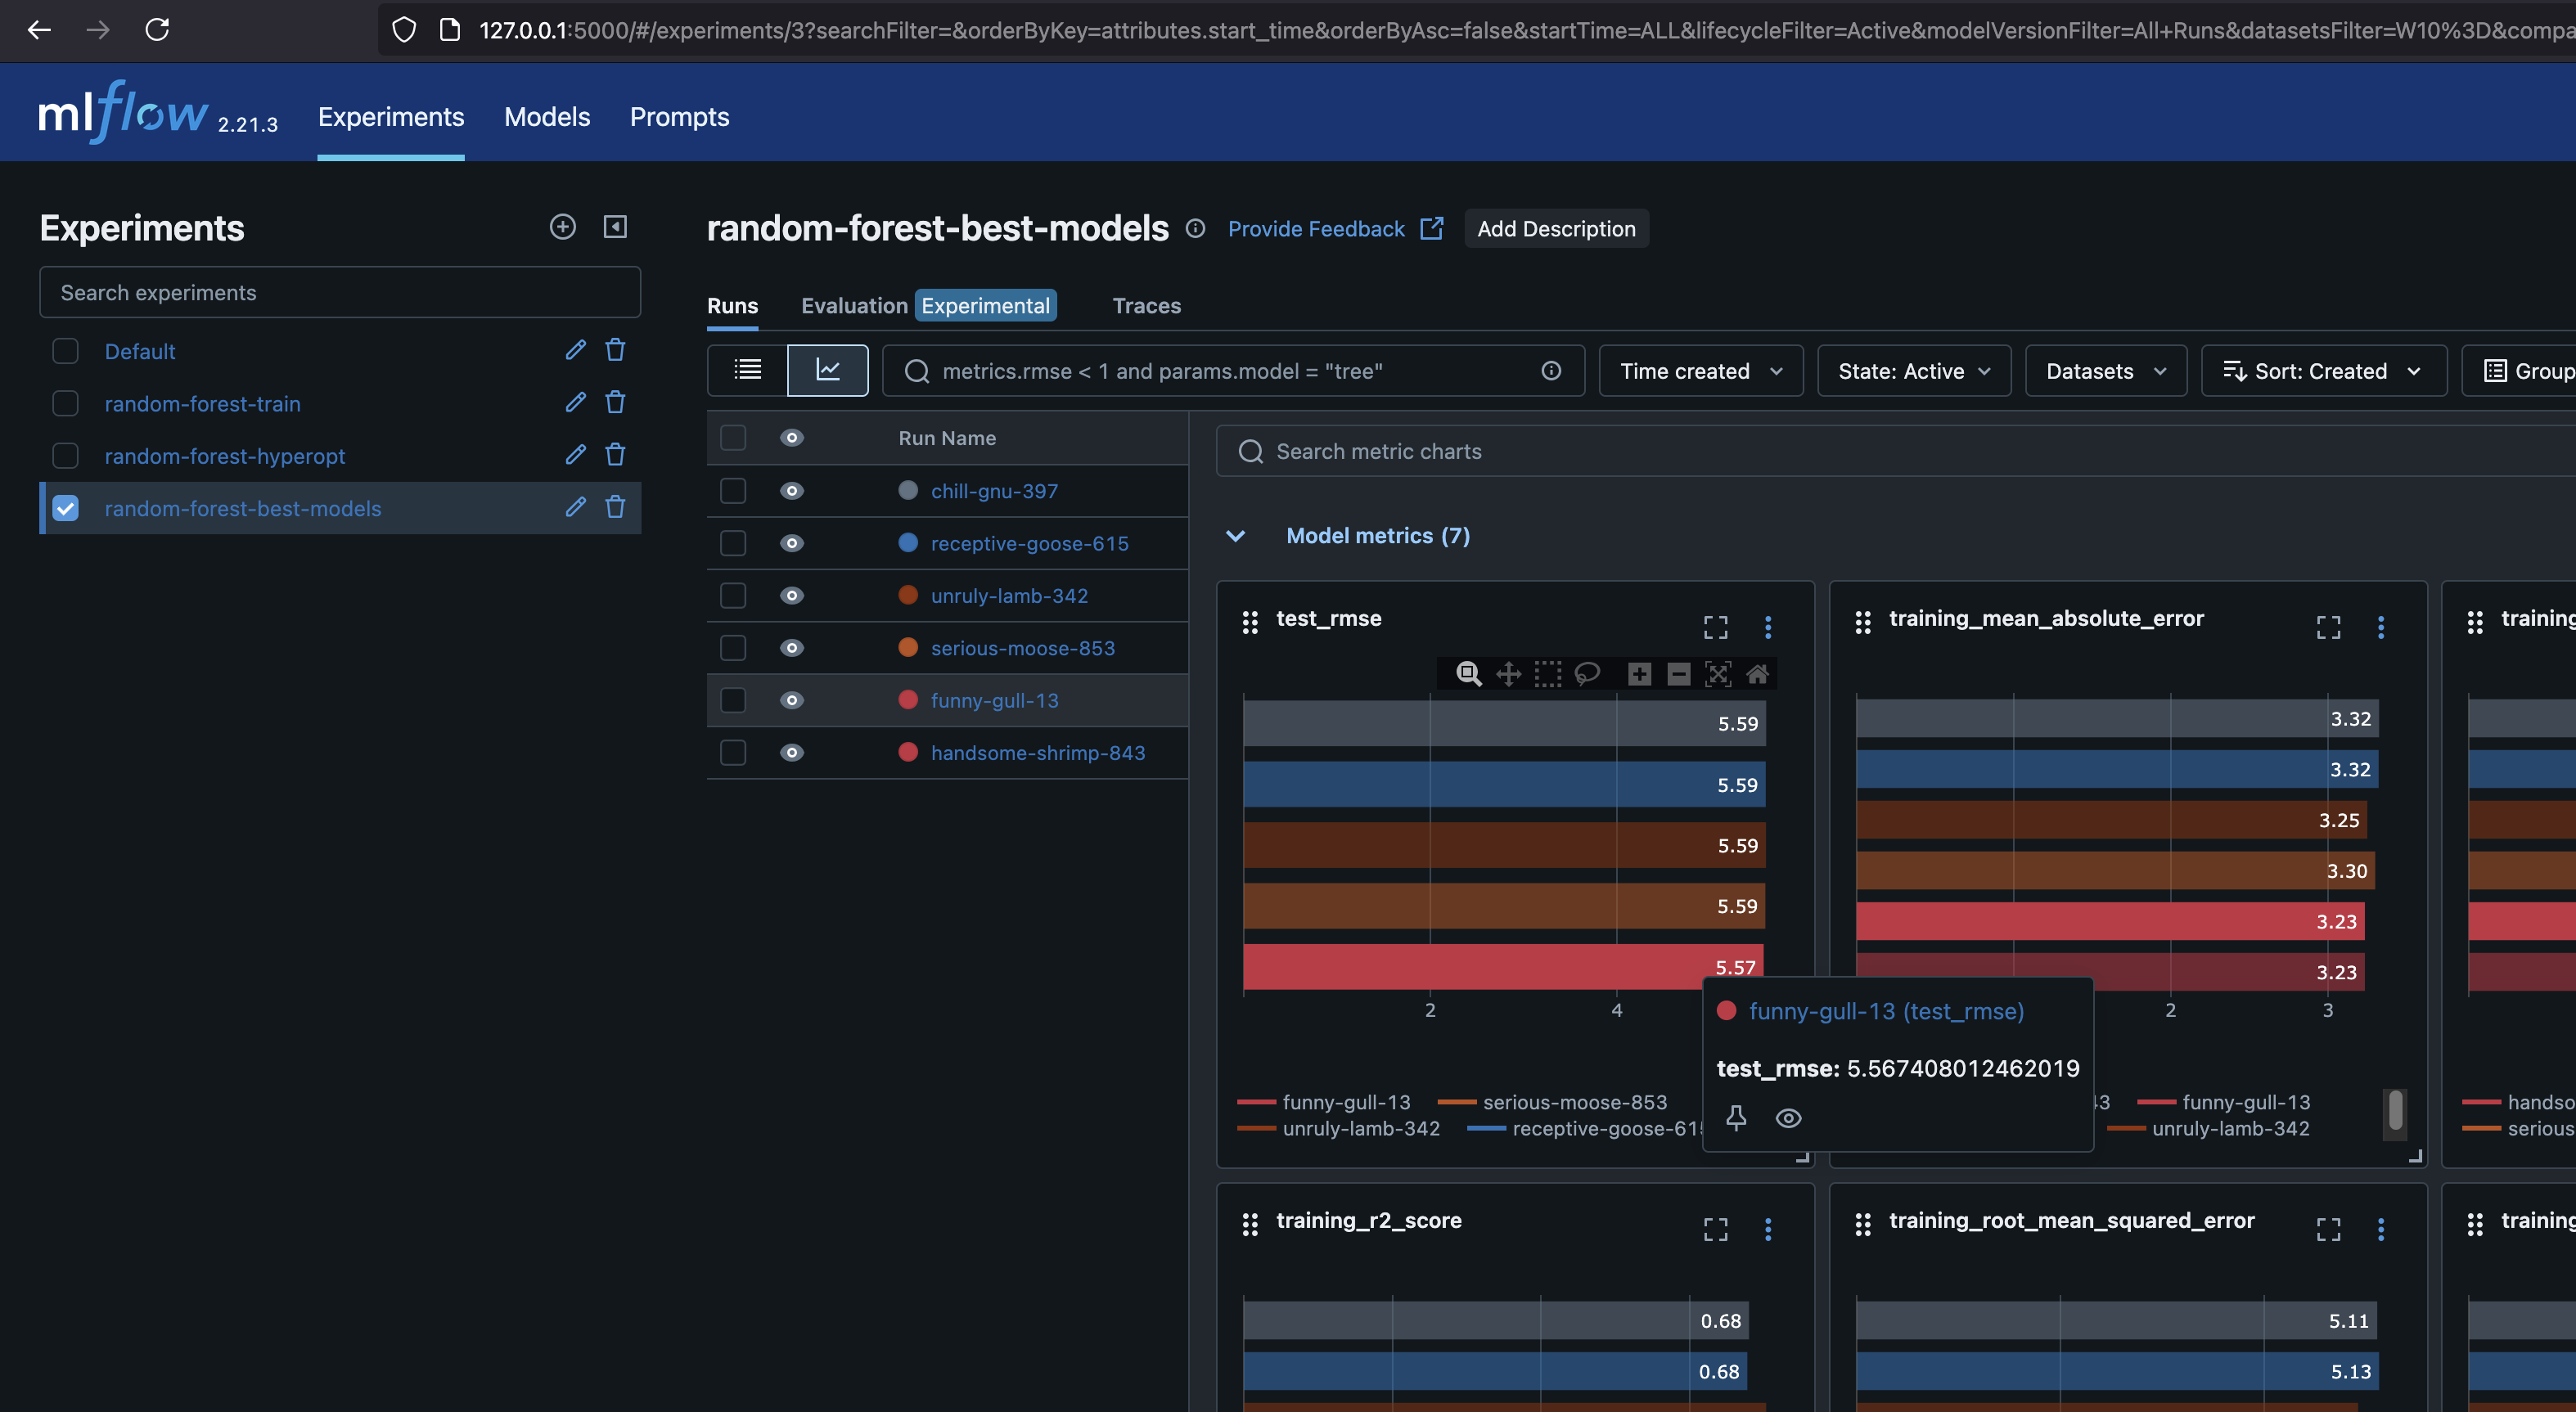 127.0.0.1:5000/#/experiments/3?searchFilter=&orderByKey=attributes.start_time&orderByAsc=false&startTime=ALL&lifecycleFilter=Active&modelVersionFilter=All+Runs&datasetsFilter=W10%3D&compa
mlflow 2.21.3 Experiments Models Prompts
Experiments
Search experiments
Default
random-forest-train
random-forest-hyperopt
random-forest-best-models
random-forest-best-models Provide Feedback Add Description
Runs Evaluation Experimental Traces
metrics.rmse < 1 and params.model = "tree" Time created State: Active Datasets Sort: Created Group
Run Name
chill-gnu-397
receptive-goose-615
unruly-lamb-342
serious-moose-853
funny-gull-13
handsome-shrimp-843
Search metric charts
Model metrics (7)
test_rmse
5.59
5.59
5.59
5.59
5.57
2 4
funny-gull-13 serious-moose-853
unruly-lamb-342 receptive-goose-61
funny-gull-13 (test_rmse)
test_rmse: 5.567408012462019
training_mean_absolute_error
3.32
3.32
3.25
3.30
3.23
3.23
2 3
3 funny-gull-13
unruly-lamb-342
training
handso
serious
training_r2_score
0.68
0.68
training_root_mean_squared_error
5.11
5.13
training